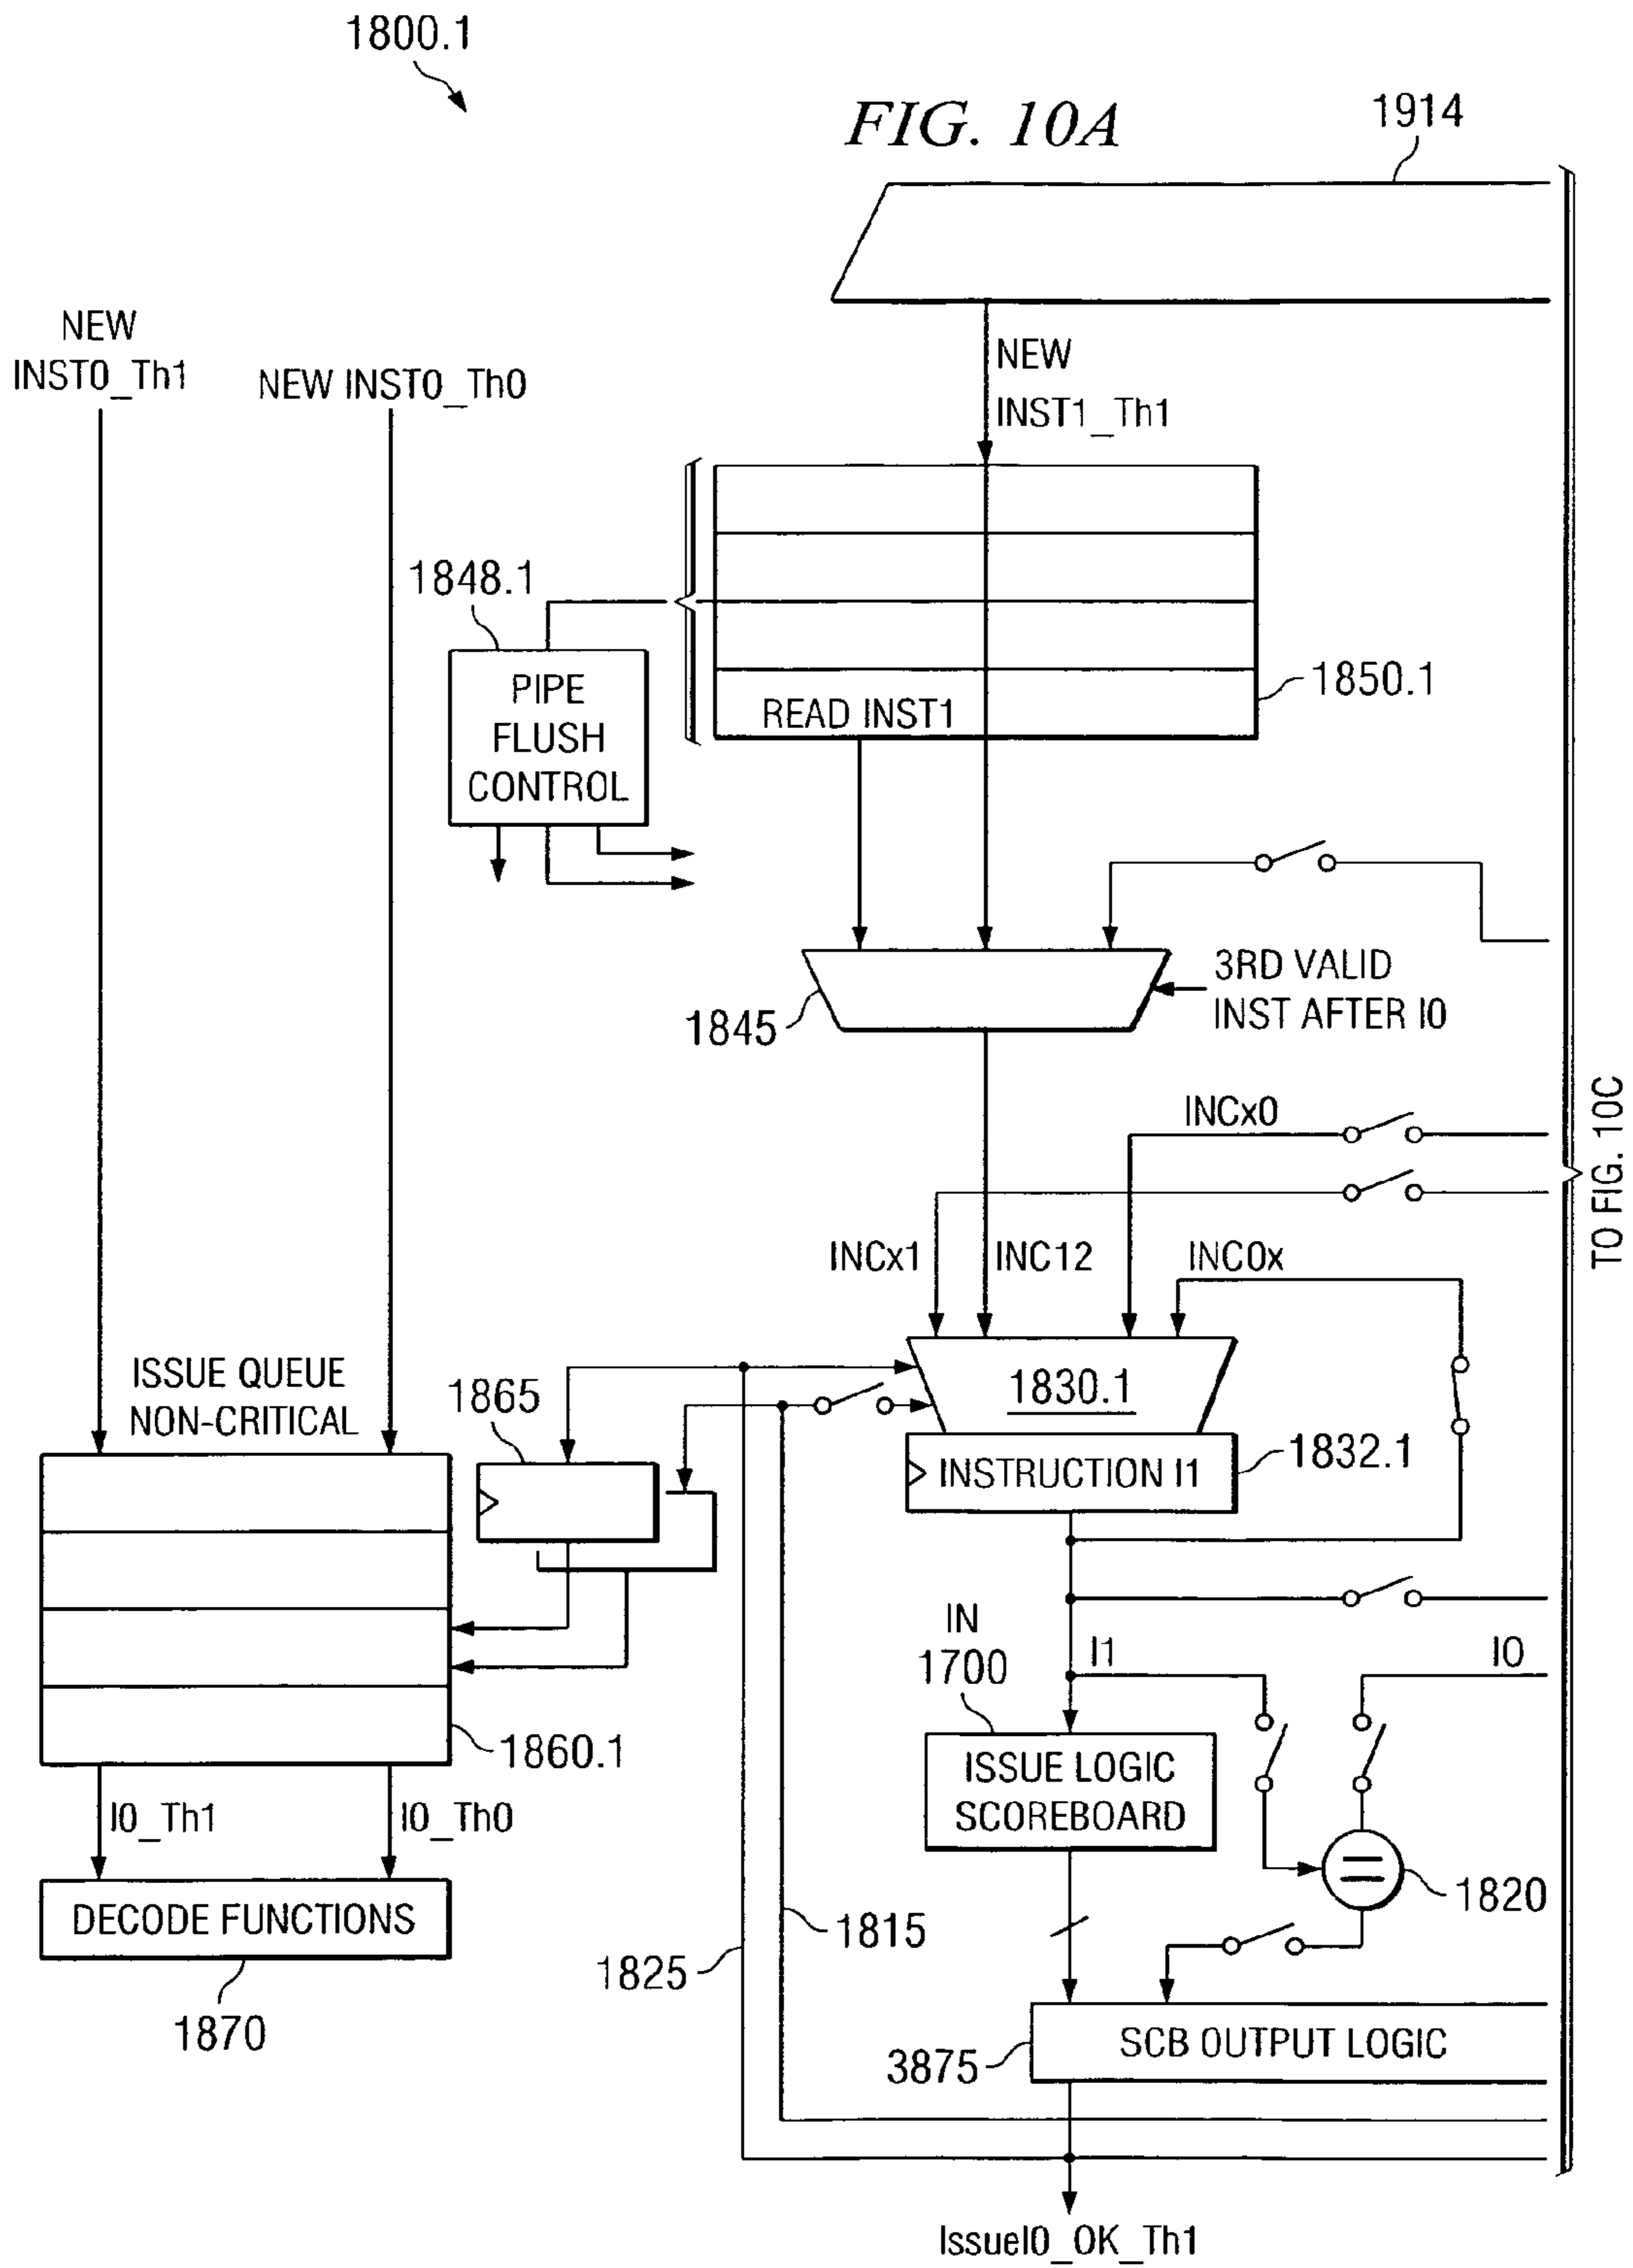 1800.1
FIG. 10A
1914
NEW
INST0_Th1
NEW INST0_Th0
NEW
INST1_Th1
1848.1
PIPE
FLUSH
CONTROL
READ INST1
1850.1
1845
3RD VALID
INST AFTER I0
INCx0
TO FIG. 10C
INCx1
INC12
INC0x
ISSUE QUEUE
NON-CRITICAL
1865
1830.1
INSTRUCTION I1
1832.1
IN
1700
I1
I0
1860.1
ISSUE LOGIC
SCOREBOARD
I0_Th1
I0_Th0
1820
DECODE FUNCTIONS
1815
1825
1870
SCB OUTPUT LOGIC
3875
IssueI0_OK_Th1